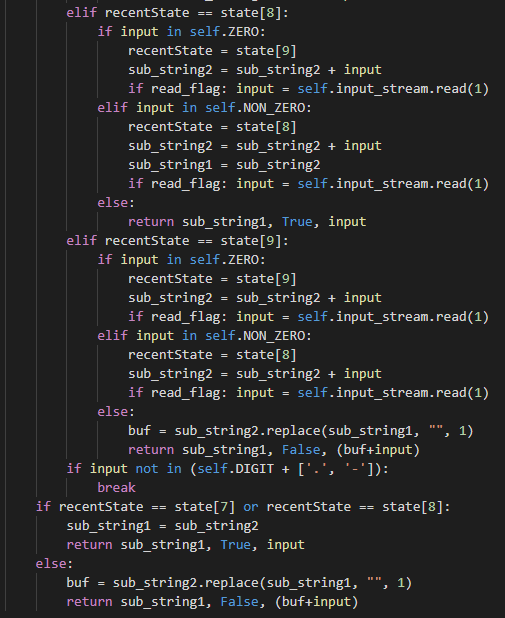 elif recentState == state[8]:
if input in self.ZERO:
recentState = state[9]
sub_string2 = sub_string2 + input
if read_flag: input = self.input_stream.read(1)
elif input in self.NON_ZERO:
recentState = state[8]
sub_string2 = sub_string2 + input
sub_string1 = sub_string2
if read_flag: input = self.input_stream.read(1)
else:
return sub_string1, True, input
elif recentState == state[9]:
if input in self.ZERO:
recentState = state[9]
sub_string2 = sub_string2 + input
if read_flag: input = self.input_stream.read(1)
elif input in self.NON_ZERO:
recentState = state[8]
sub_string2 = sub_string2 + input
if read_flag: input = self.input_stream.read(1)
else:
buf = sub_string2.replace(sub_string1, "", 1)
return sub_string1, False, (buf+input)
if input not in (self.DIGIT + ['.', '-']):
break
if recentState == state[7] or recentState == state[8]:
sub_string1 = sub_string2
return sub_string1, True, input
else:
buf = sub_string2.replace(sub_string1, "", 1)
return sub_string1, False, (buf+input)